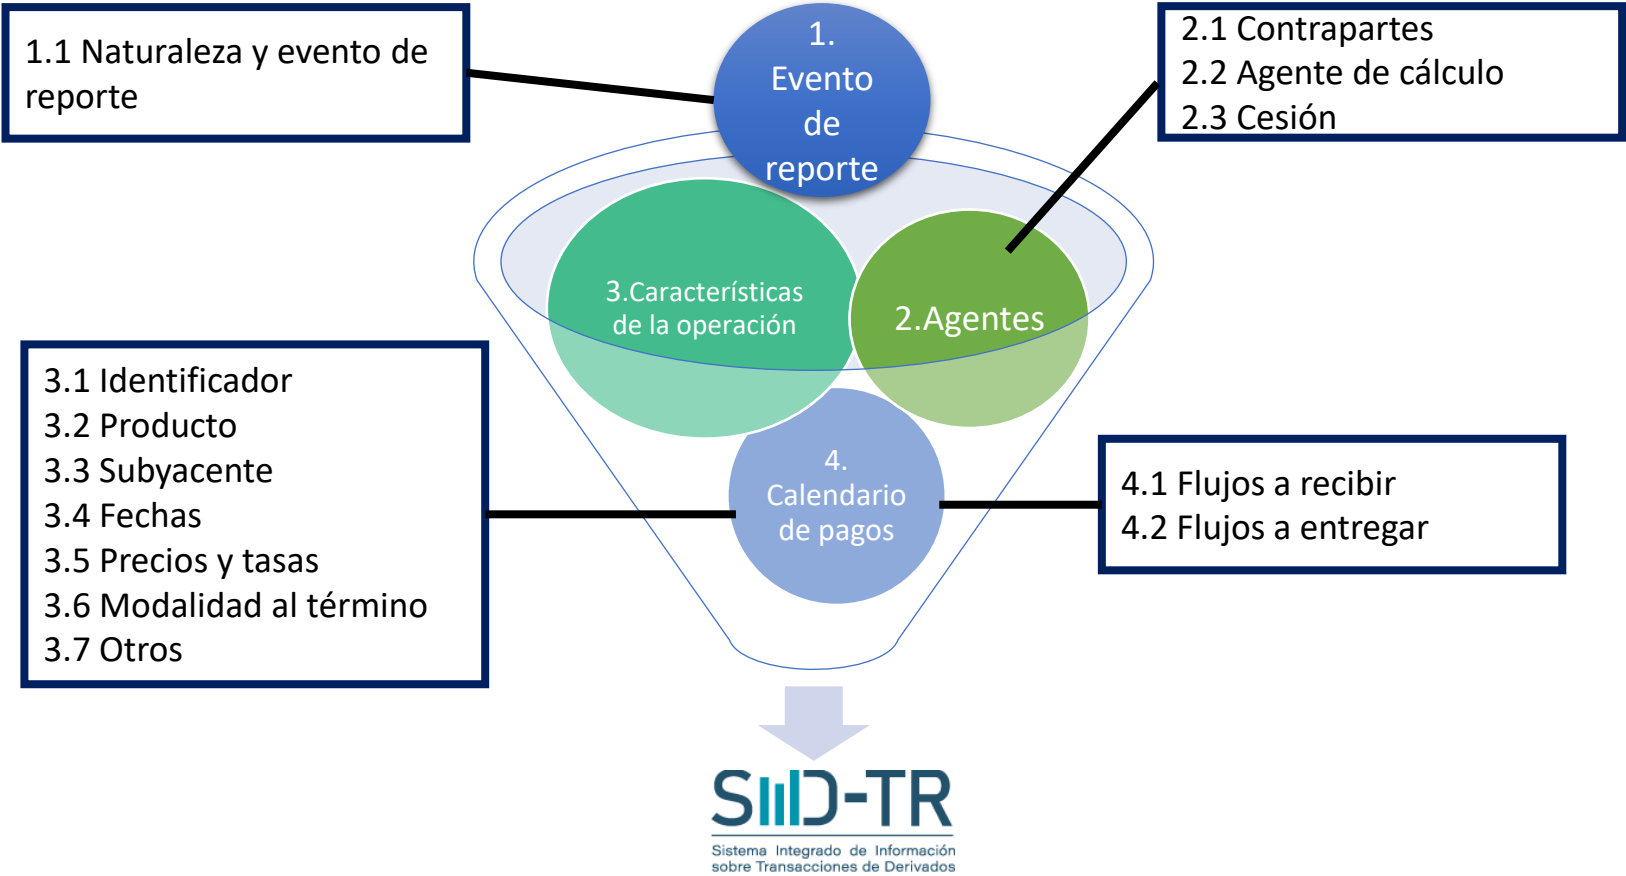 1.1 Naturaleza y evento de
reporte
1.
Evento
de
reporte
2.1 Contrapartes
2.2 Agente de cálculo
2.3 Cesión
3.Características
de la operación
2.Agentes
3.1 Identificador
3.2 Producto
3.3 Subyacente
3.4 Fechas
3.5 Precios y tasas
3.6 Modalidad al término
3.7 Otros
4.
Calendario
de pagos
4.1 Flujos a recibir
4.2 Flujos a entregar
SIID-TR
Sistema Integrado de Información
sobre Transacciones de Derivados